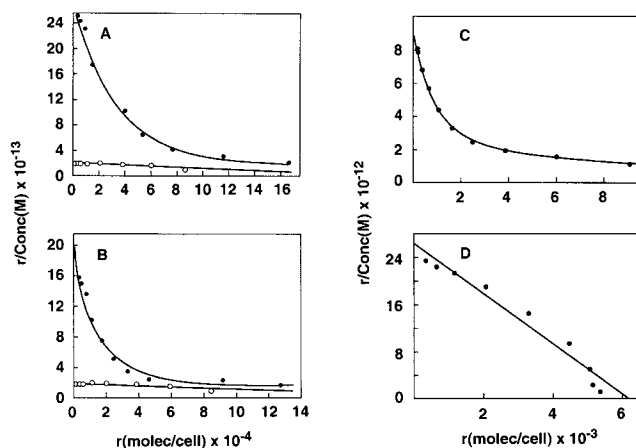 r/Conc(M) x 10-13
24
20
16
12
8
4
0
A
0 2 4 6 8 10 12 14 16
20
16
12
8
4
0
B
0 2 4 6 8 10 12 14
r(molec/cell) x 10-4
r/Conc(M) x 10-12
8
6
4
2
0
C
0 2 4 6 8
24
16
8
0
D
2 4 6
r(molec/cell) x 10-3